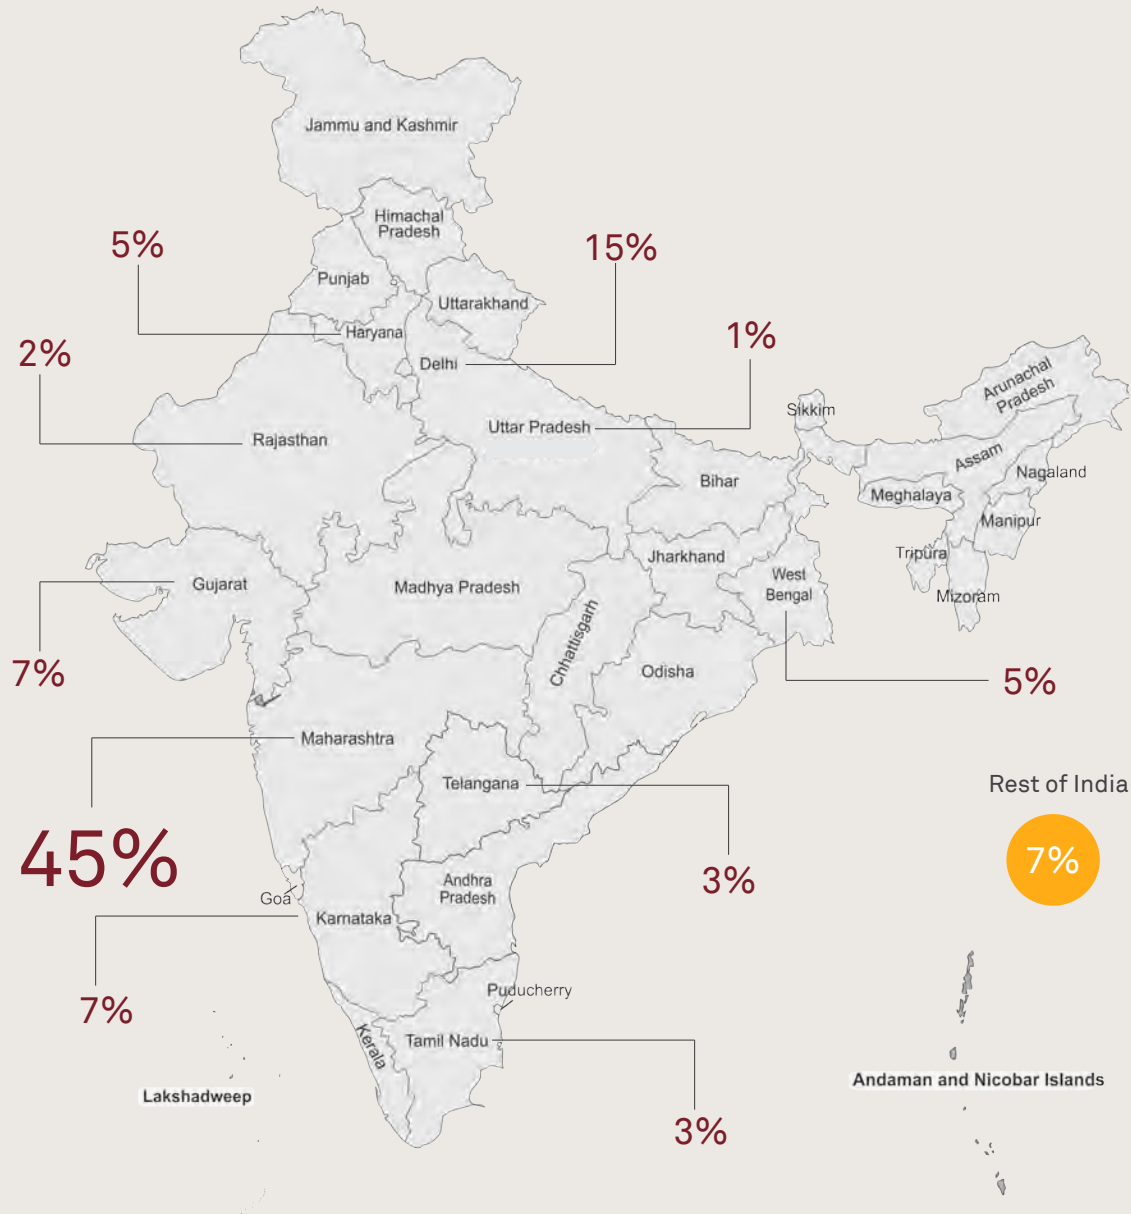 Jammu and Kashmir
Himachal
Pradesh
5%
15%
Punjab
Uttarakhand
Haryana
2%
1%
Delhi
Arunachal
Pradesh
Sikkim
Rajasthan
Uttar Pradesh
Assam
Nagaland
Bihar
Meghalaya
Manipur
Jharkhand
Tripura
Gujarat
Madhya Pradesh
West
Bengal
Mizoram
Chhattisgarh
7%
Odisha
5%
Maharashtra
Telangana
Rest of India
45%
7%
3%
Goa
Andhra
Pradesh
Karnataka
7%
Puducherry
Kerala
Tamil Nadu
Lakshadweep
Andaman and Nicobar Islands
3%